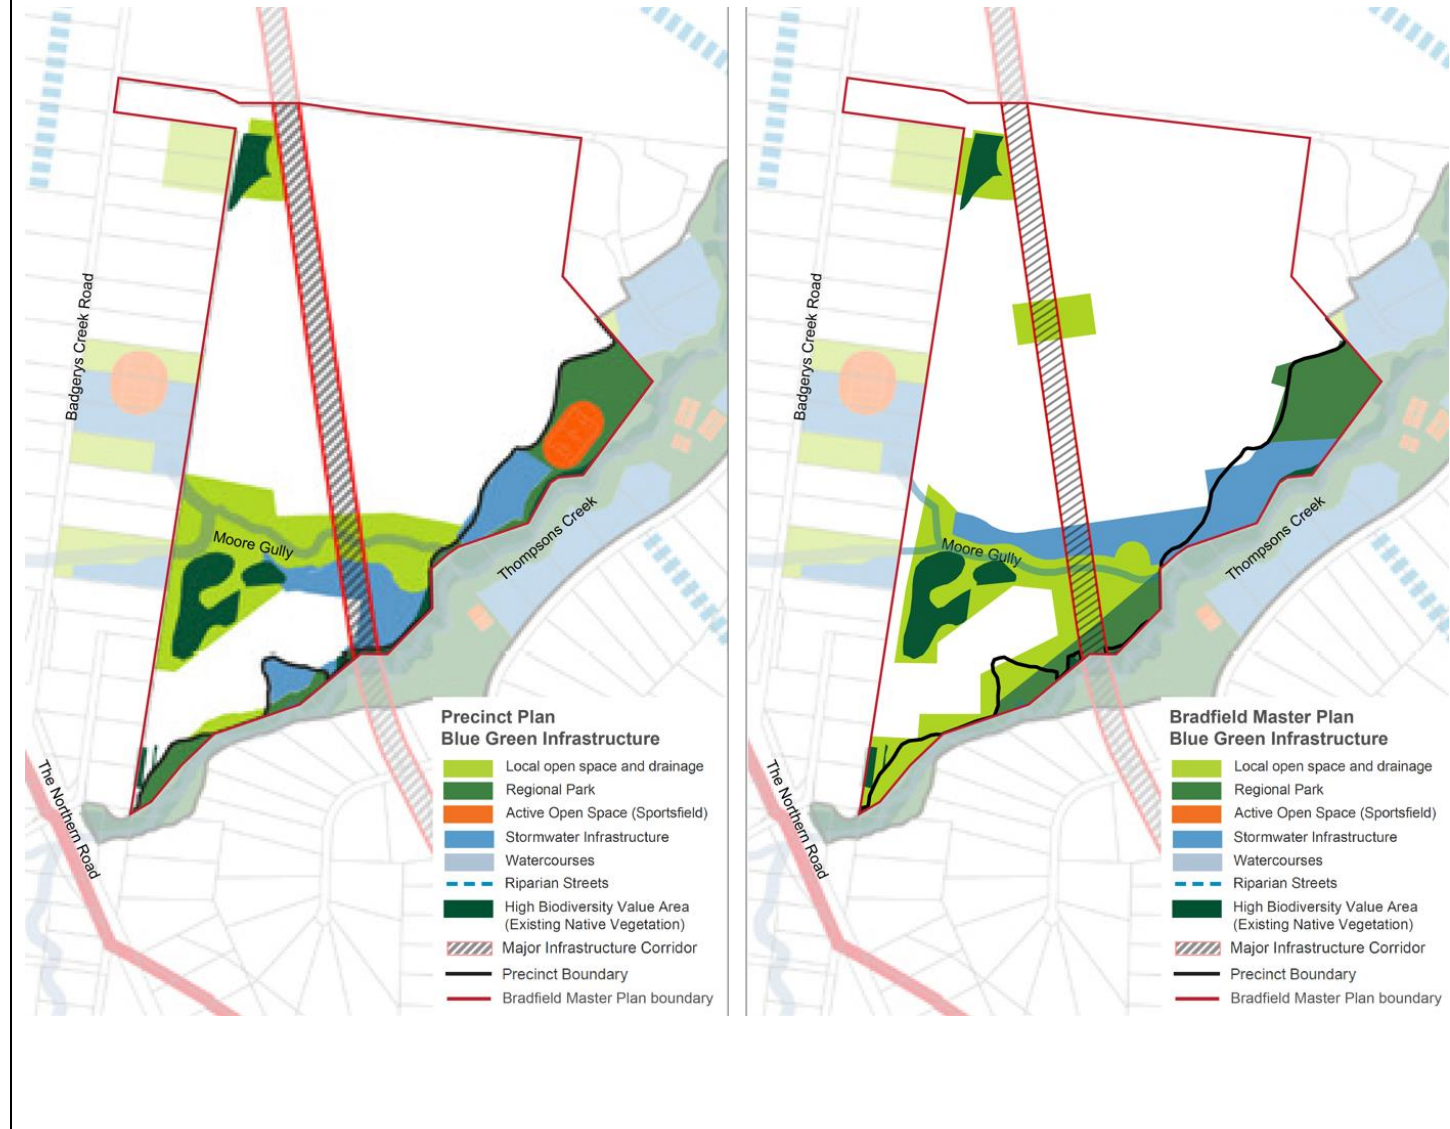 Badgerys Creek Road
Moore Gully
Thompsons Creek
The Northern Road
Precinct Plan
Blue Green Infrastructure
Local open space and drainage
Regional Park
Active Open Space (Sportsfield)
Stormwater Infrastructure
Watercourses
Riparian Streets
High Biodiversity Value Area
(Existing Native Vegetation)
Major Infrastructure Corridor
Precinct Boundary
Bradfield Master Plan boundary
Badgerys Creek Road
Moore Gully
Thompsons Creek
The Northern Road
Bradfield Master Plan
Blue Green Infrastructure
Local open space and drainage
Regional Park
Active Open Space (Sportsfield)
Stormwater Infrastructure
Watercourses
Riparian Streets
High Biodiversity Value Area
(Existing Native Vegetation)
Major Infrastructure Corridor
Precinct Boundary
Bradfield Master Plan boundary